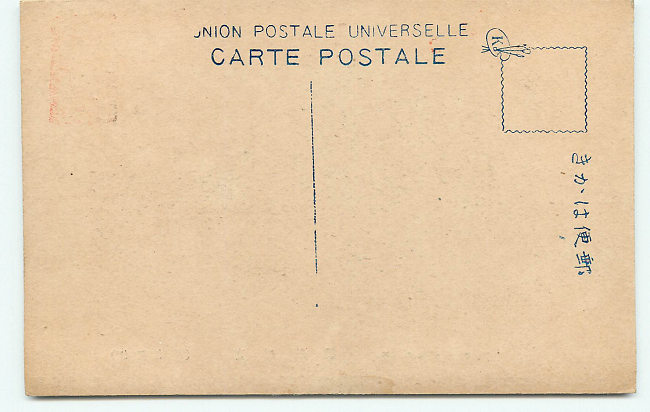 UNION POSTALE UNIVERSELLE
CARTE POSTALE
K
郵便はかき